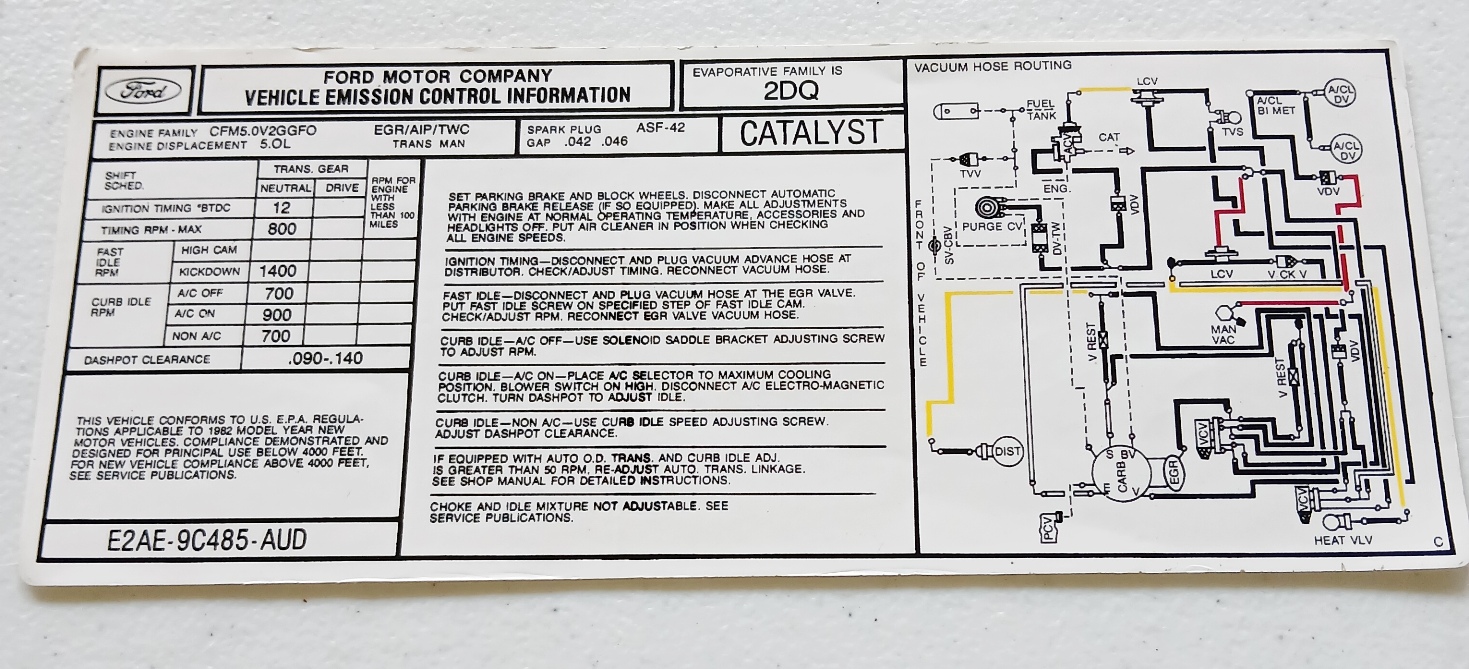 Ford
FORD MOTOR COMPANY
VEHICLE EMISSION CONTROL INFORMATION
EVAPORATIVE FAMILY IS
2DQ
ENGINE FAMILY CFM5.0V2GGFO
ENGINE DISPLACEMENT 5.0L
EGR/AIP/TWC
TRANS MAN
SPARK PLUG ASF-42
GAP .042 .046
CATALYST
SHIFT
SCHED.
TRANS. GEAR
NEUTRAL DRIVE
RPM FOR
ENGINE
WITH
LESS
THAN 100
MILES
IGNITION TIMING °BTDC 12
TIMING RPM - MAX 800
FAST
IDLE
RPM
HIGH CAM
KICKDOWN 1400
CURB IDLE
RPM
A/C OFF 700
A/C ON 900
NON A/C 700
DASHPOT CLEARANCE .090-.140
THIS VEHICLE CONFORMS TO U.S. E.P.A. REGULA-
TIONS APPLICABLE TO 1982 MODEL YEAR NEW
MOTOR VEHICLES. COMPLIANCE DEMONSTRATED AND
DESIGNED FOR PRINCIPAL USE BELOW 4000 FEET.
FOR NEW VEHICLE COMPLIANCE ABOVE 4000 FEET,
SEE SERVICE PUBLICATIONS.
E2AE-9C485-AUD
SET PARKING BRAKE AND BLOCK WHEELS. DISCONNECT AUTOMATIC
PARKING BRAKE RELEASE (IF SO EQUIPPED). MAKE ALL ADJUSTMENTS
WITH ENGINE AT NORMAL OPERATING TEMPERATURE, ACCESSORIES AND
HEADLIGHTS OFF. PUT AIR CLEANER IN POSITION WHEN CHECKING
ALL ENGINE SPEEDS.
IGNITION TIMING—DISCONNECT AND PLUG VACUUM ADVANCE HOSE AT
DISTRIBUTOR. CHECK/ADJUST TIMING. RECONNECT VACUUM HOSE.
FAST IDLE—DISCONNECT AND PLUG VACUUM HOSE AT THE EGR VALVE.
PUT FAST IDLE SCREW ON SPECIFIED STEP OF FAST IDLE CAM.
CHECK/ADJUST RPM. RECONNECT EGR VALVE VACUUM HOSE.
CURB IDLE—A/C OFF—USE SOLENOID SADDLE BRACKET ADJUSTING SCREW
TO ADJUST RPM.
CURB IDLE—A/C ON—PLACE A/C SELECTOR TO MAXIMUM COOLING
POSITION. BLOWER SWITCH ON HIGH. DISCONNECT A/C ELECTRO-MAGNETIC
CLUTCH. TURN DASHPOT TO ADJUST IDLE.
CURB IDLE—NON A/C—USE CURB IDLE SPEED ADJUSTING SCREW.
ADJUST DASHPOT CLEARANCE.
IF EQUIPPED WITH AUTO O.D. TRANS. AND CURB IDLE ADJ.
IS GREATER THAN 50 RPM, RE-ADJUST AUTO. TRANS. LINKAGE.
SEE SHOP MANUAL FOR DETAILED INSTRUCTIONS.
CHOKE AND IDLE MIXTURE NOT ADJUSTABLE. SEE
SERVICE PUBLICATIONS.
VACUUM HOSE ROUTING
LCV
A/CL
DV
A/CL
BI MET
FUEL
TANK
ACV
CAT.
TVS
A/CL
DV
TVV
ENG.
VDV
VDV
PURGE CV
DV-TW
SV-CBV
FRONT OF VEHICLE
LCV
V CK V
MAN
VAC
V REST
VDV
V REST
DIST
S BV
CARB
E V
EGR
VCV
VCV
PCV
HEAT VLV
C